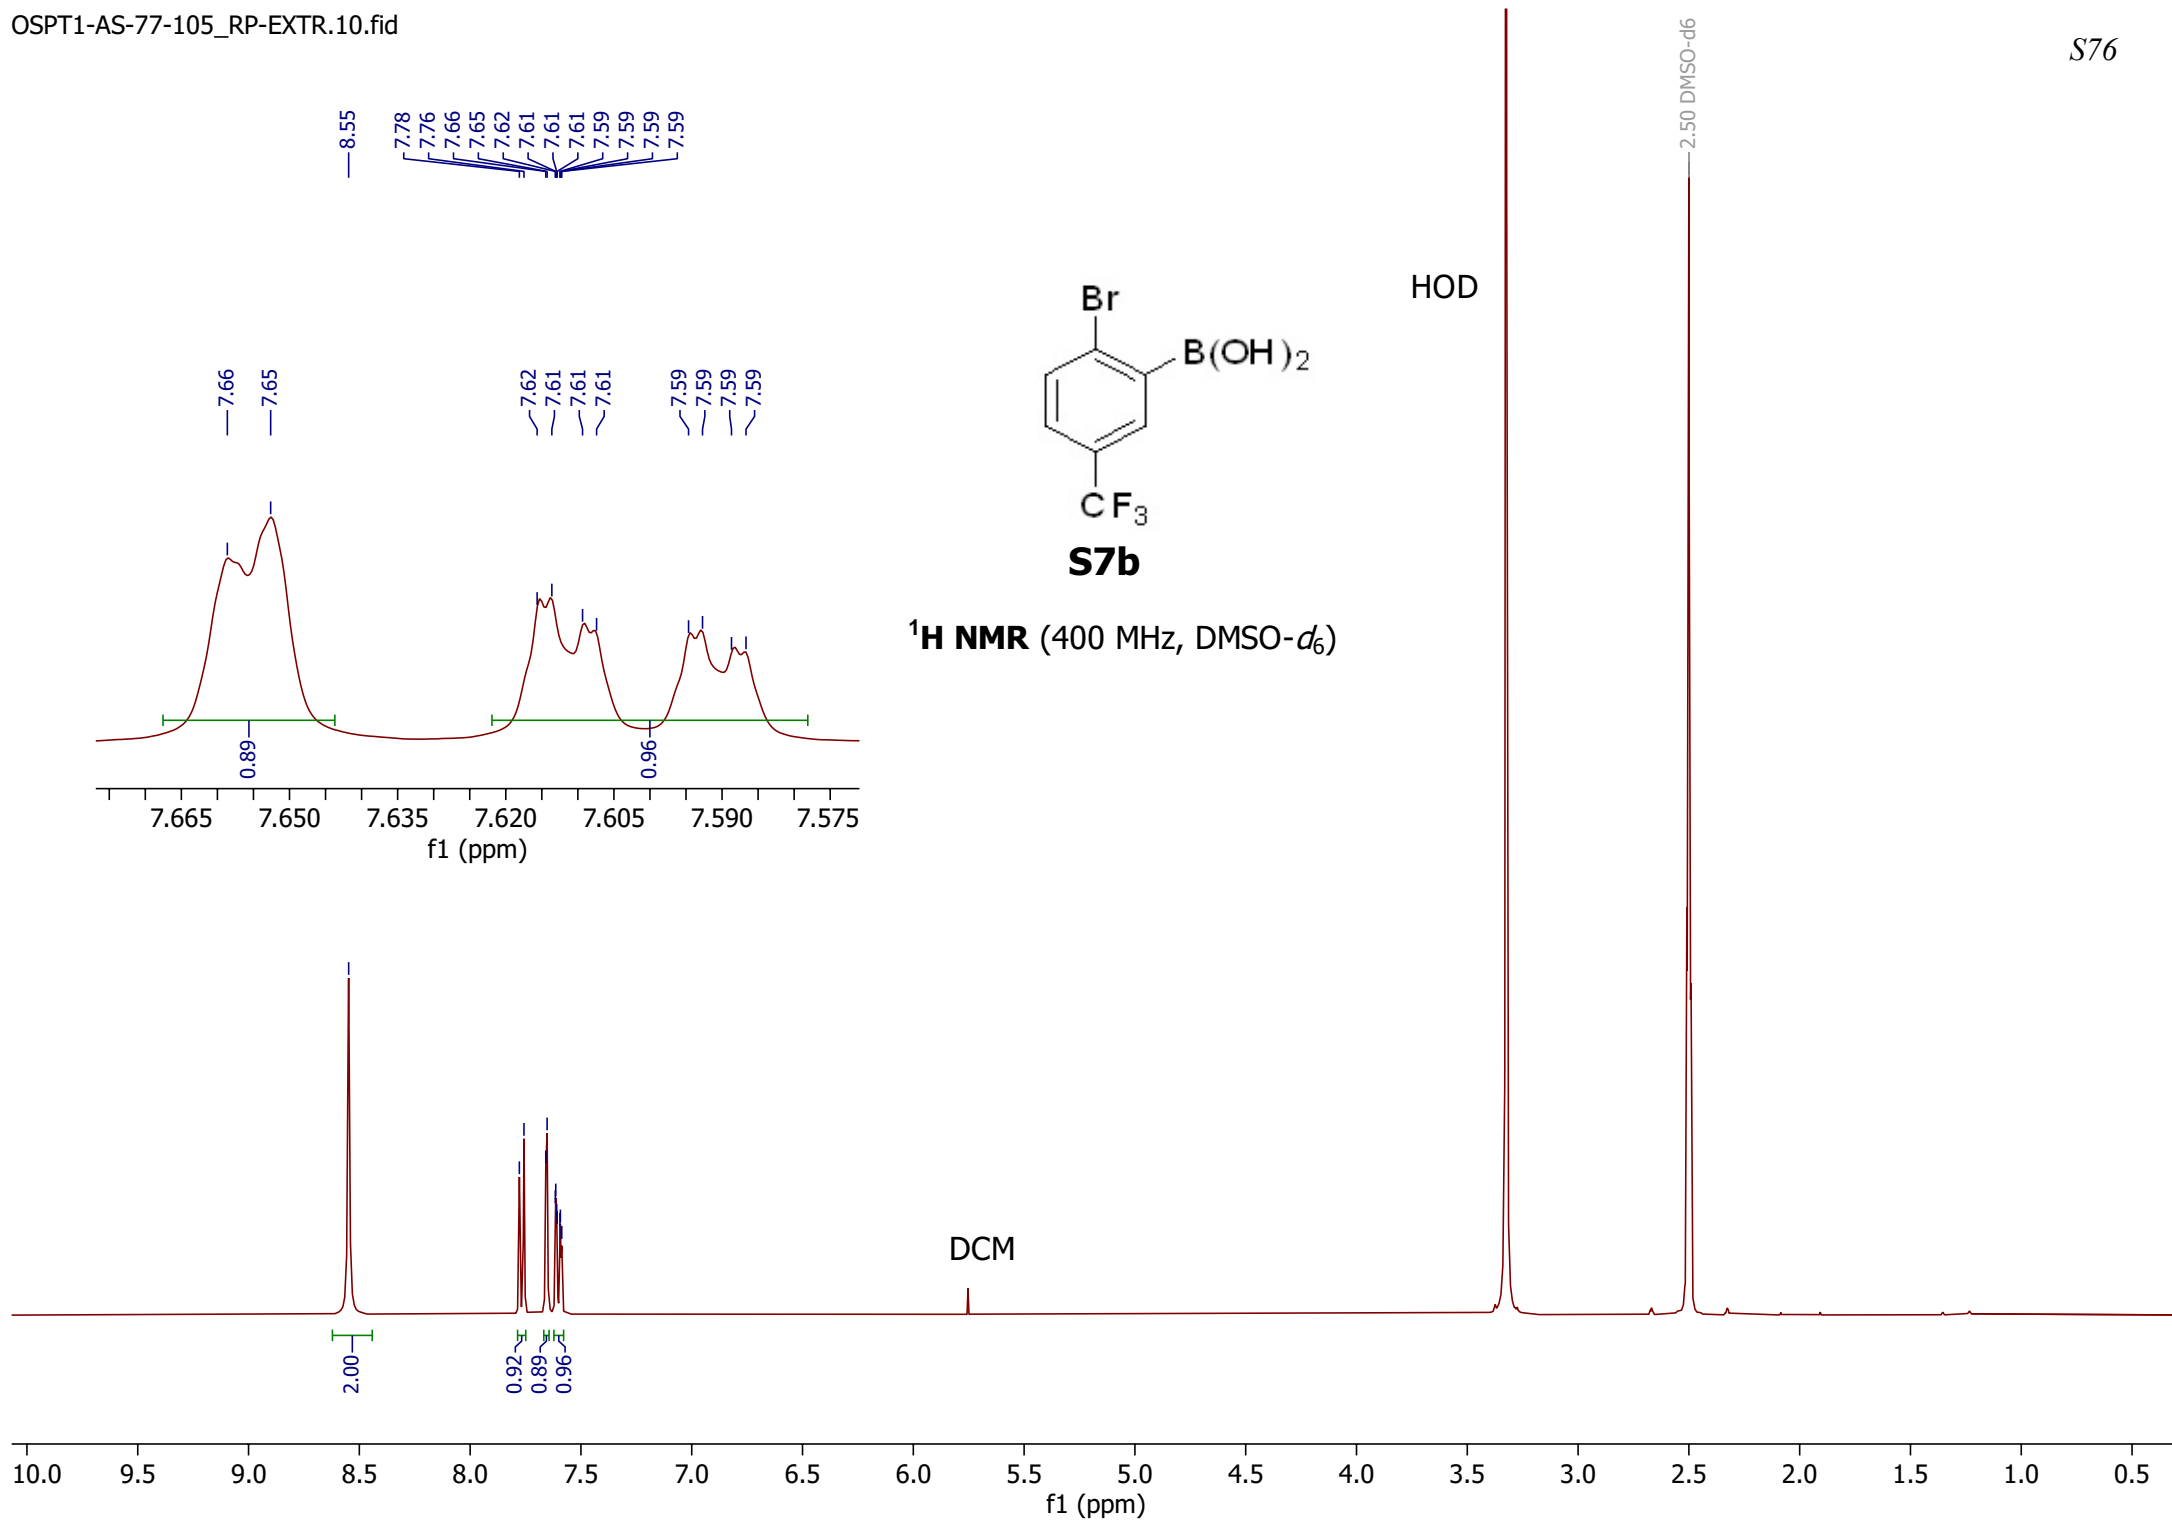 OSPT1-AS-77-105_RP-EXTR.10.fid
S76
8.55
7.78
7.76
7.66
7.65
7.62
7.61
7.61
7.61
7.59
7.59
7.59
7.59
2.50 DMSO-d6
HOD
Br
B(OH)2
CF3
S7b
1H NMR (400 MHz, DMSO-d6)
7.66
7.65
7.62
7.61
7.61
7.61
7.59
7.59
7.59
7.59
0.89
0.96
7.665 7.650 7.635 7.620 7.605 7.590 7.575
f1 (ppm)
DCM
2.00
0.92
0.89
0.96
10.0 9.5 9.0 8.5 8.0 7.5 7.0 6.5 6.0 5.5 5.0 4.5 4.0 3.5 3.0 2.5 2.0 1.5 1.0 0.5
f1 (ppm)